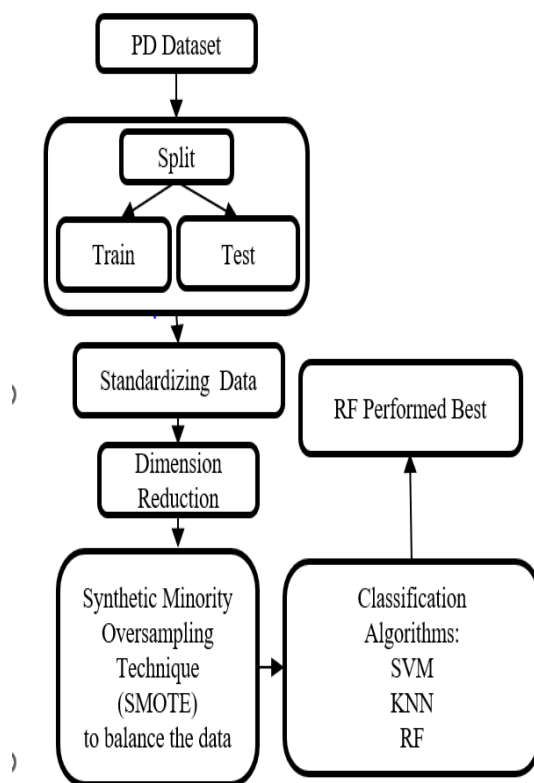 PD Dataset
Split
Train
Test
Standardizing Data
Dimension
Reduction
Synthetic Minority
Oversampling
Technique
(SMOTE)
to balance the data
Classification
Algorithms:
SVM
KNN
RF
RF Performed Best